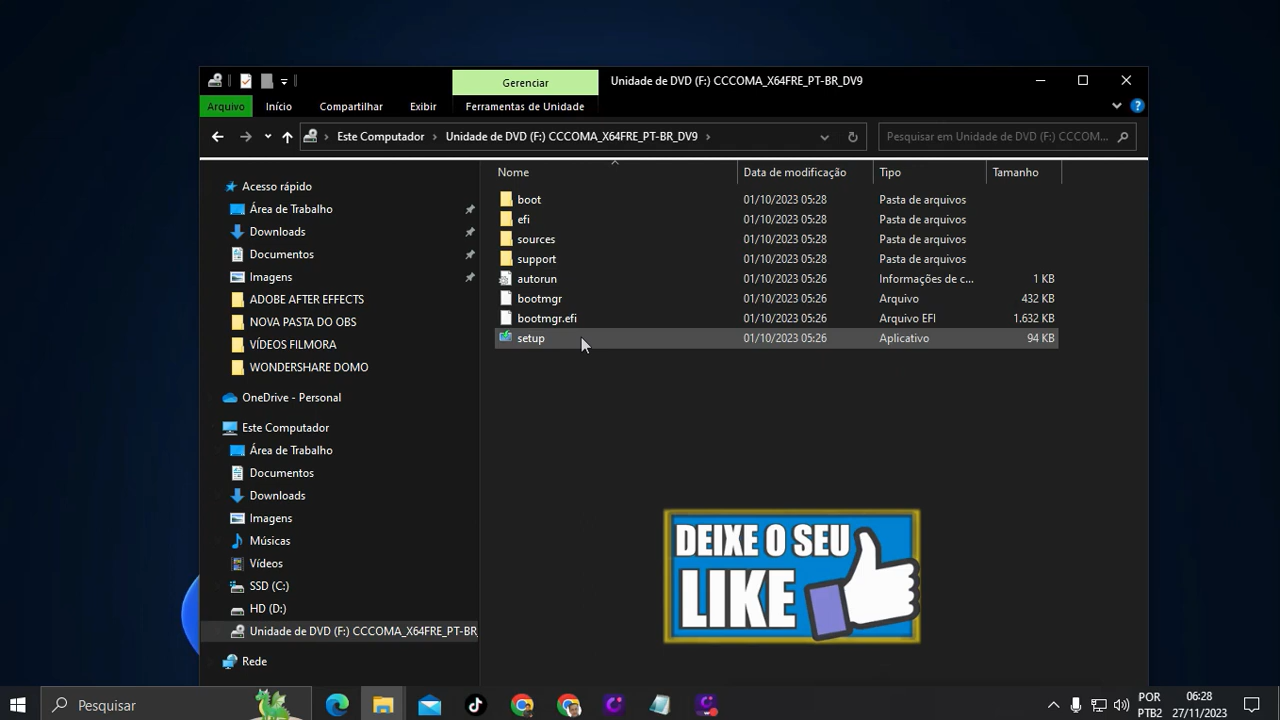 Gerenciar
Unidade de DVD (F:) CCCOMA_X64FRE_PT-BR_DV9
Arquivo Início Compartilhar Exibir Ferramentas de Unidade
Este Computador Unidade de DVD (F:) CCCOMA_X64FRE_PT-BR_DV9
Pesquisar em Unidade de DVD (F:) CCCOM...
Acesso rápido
Área de Trabalho
Downloads
Documentos
Imagens
ADOBE AFTER EFFECTS
NOVA PASTA DO OBS
VÍDEOS FILMORA
WONDERSHARE DOMO
OneDrive - Personal
Este Computador
Área de Trabalho
Documentos
Downloads
Imagens
Músicas
Vídeos
SSD (C:)
HD (D:)
Unidade de DVD (F:) CCCOMA_X64FRE_PT-BR_
Rede
Nome Data de modificação Tipo Tamanho
boot 01/10/2023 05:28 Pasta de arquivos
efi 01/10/2023 05:28 Pasta de arquivos
sources 01/10/2023 05:28 Pasta de arquivos
support 01/10/2023 05:28 Pasta de arquivos
autorun 01/10/2023 05:26 Informações de c... 1 KB
bootmgr 01/10/2023 05:26 Arquivo 432 KB
bootmgr.efi 01/10/2023 05:26 Arquivo EFI 1.632 KB
setup 01/10/2023 05:26 Aplicativo 94 KB
DEIXE O SEU
LIKE
Pesquisar
POR
PTB2
06:28
27/11/2023